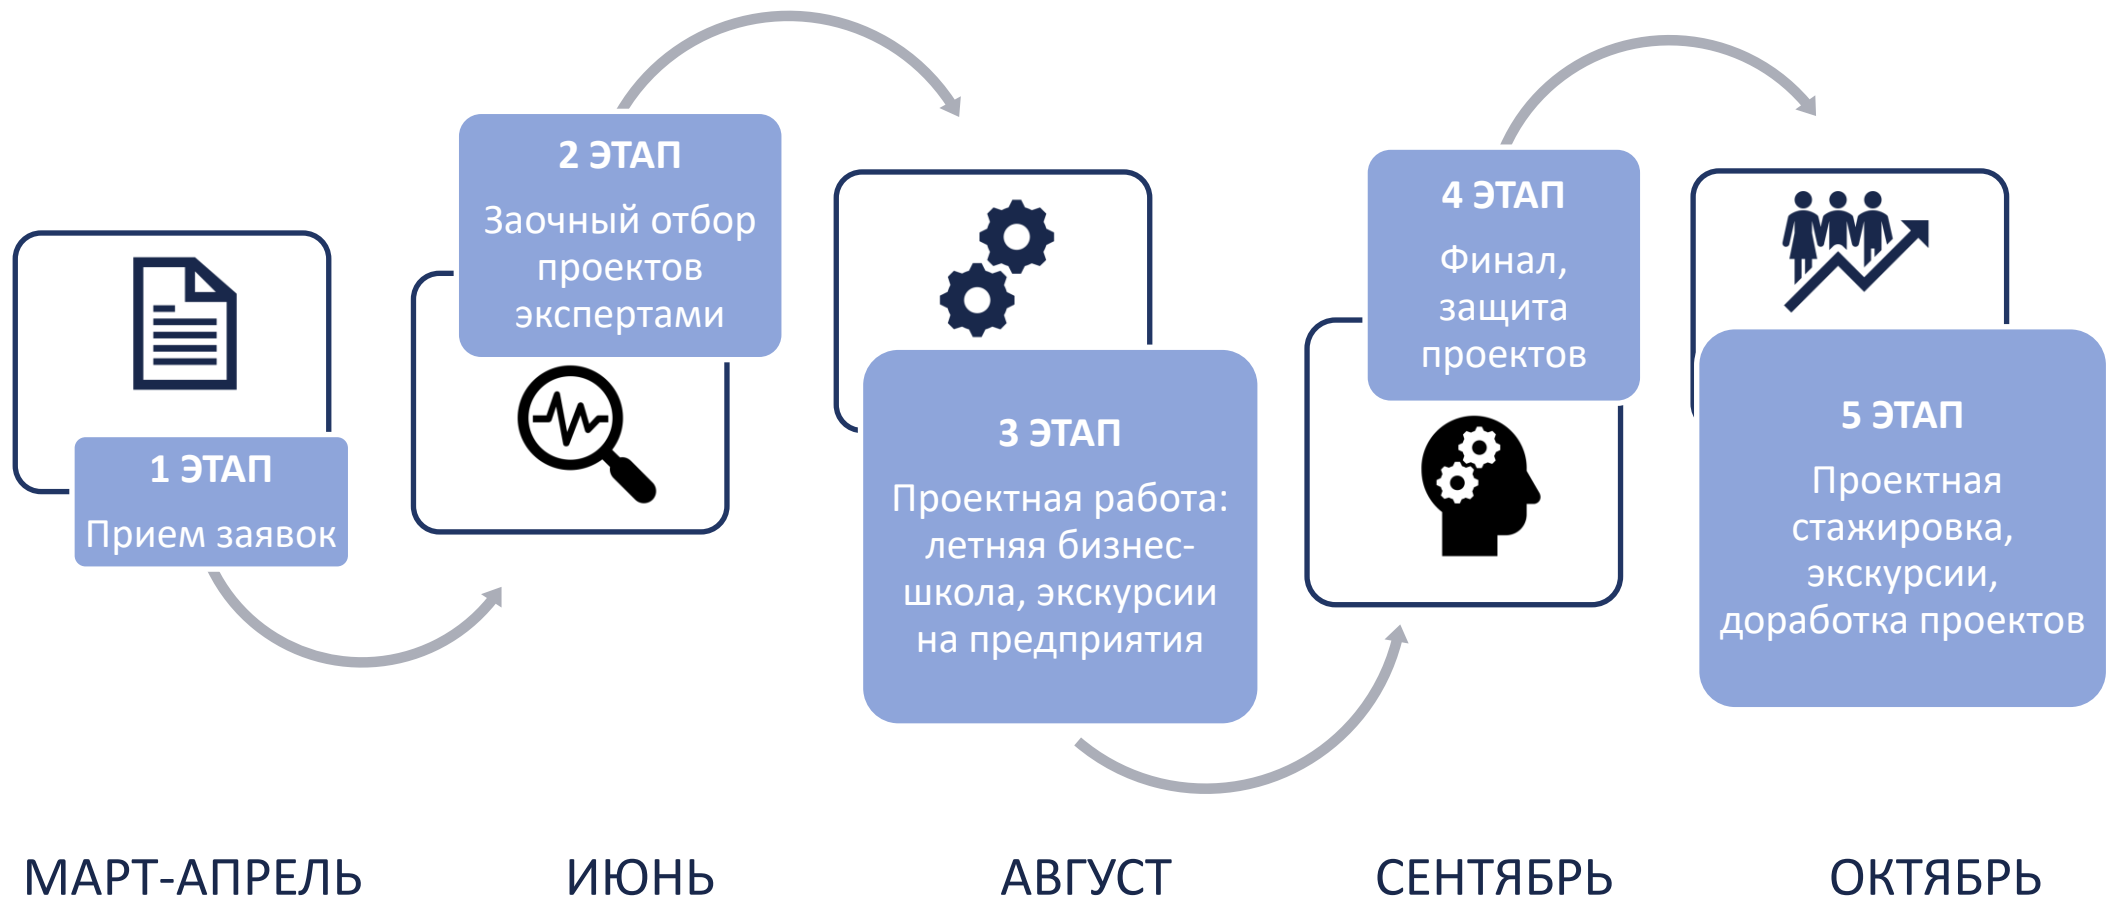 1 ЭТАП
Прием заявок
2 ЭТАП
Заочный отбор
проектов
экспертами
3 ЭТАП
Проектная работа:
летняя бизнес-
школа, экскурсии
на предприятия
4 ЭТАП
Финал,
защита
проектов
5 ЭТАП
Проектная
стажировка,
экскурсии,
доработка проектов
МАРТ-АПРЕЛЬ
ИЮНЬ
АВГУСТ
СЕНТЯБРЬ
ОКТЯБРЬ